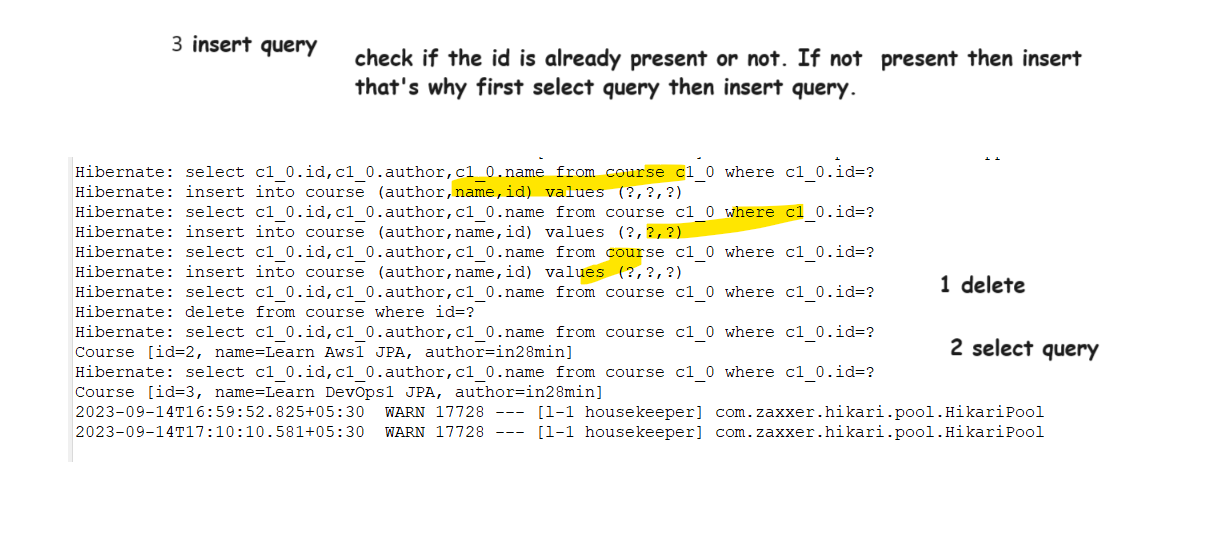 3 insert query
check if the id is already present or not. If not present then insert
that's why first select query then insert query.
Hibernate: select c1_0.id,c1_0.author,c1_0.name from course c1_0 where c1_0.id=?
Hibernate: insert into course (author,name,id) values (?,?,?)
Hibernate: select c1_0.id,c1_0.author,c1_0.name from course c1_0 where c1_0.id=?
Hibernate: insert into course (author,name,id) values (?,?,?)
Hibernate: select c1_0.id,c1_0.author,c1_0.name from course c1_0 where c1_0.id=?
Hibernate: insert into course (author,name,id) values (?,?,?)
Hibernate: select c1_0.id,c1_0.author,c1_0.name from course c1_0 where c1_0.id=?
1 delete
Hibernate: delete from course where id=?
Hibernate: select c1_0.id,c1_0.author,c1_0.name from course c1_0 where c1_0.id=?
Course [id=2, name=Learn Aws1 JPA, author=in28min]
2 select query
Hibernate: select c1_0.id,c1_0.author,c1_0.name from course c1_0 where c1_0.id=?
Course [id=3, name=Learn DevOps1 JPA, author=in28min]
2023-09-14T16:59:52.825+05:30  WARN 17728 --- [l-1 housekeeper] com.zaxxer.hikari.pool.HikariPool
2023-09-14T17:10:10.581+05:30  WARN 17728 --- [l-1 housekeeper] com.zaxxer.hikari.pool.HikariPool